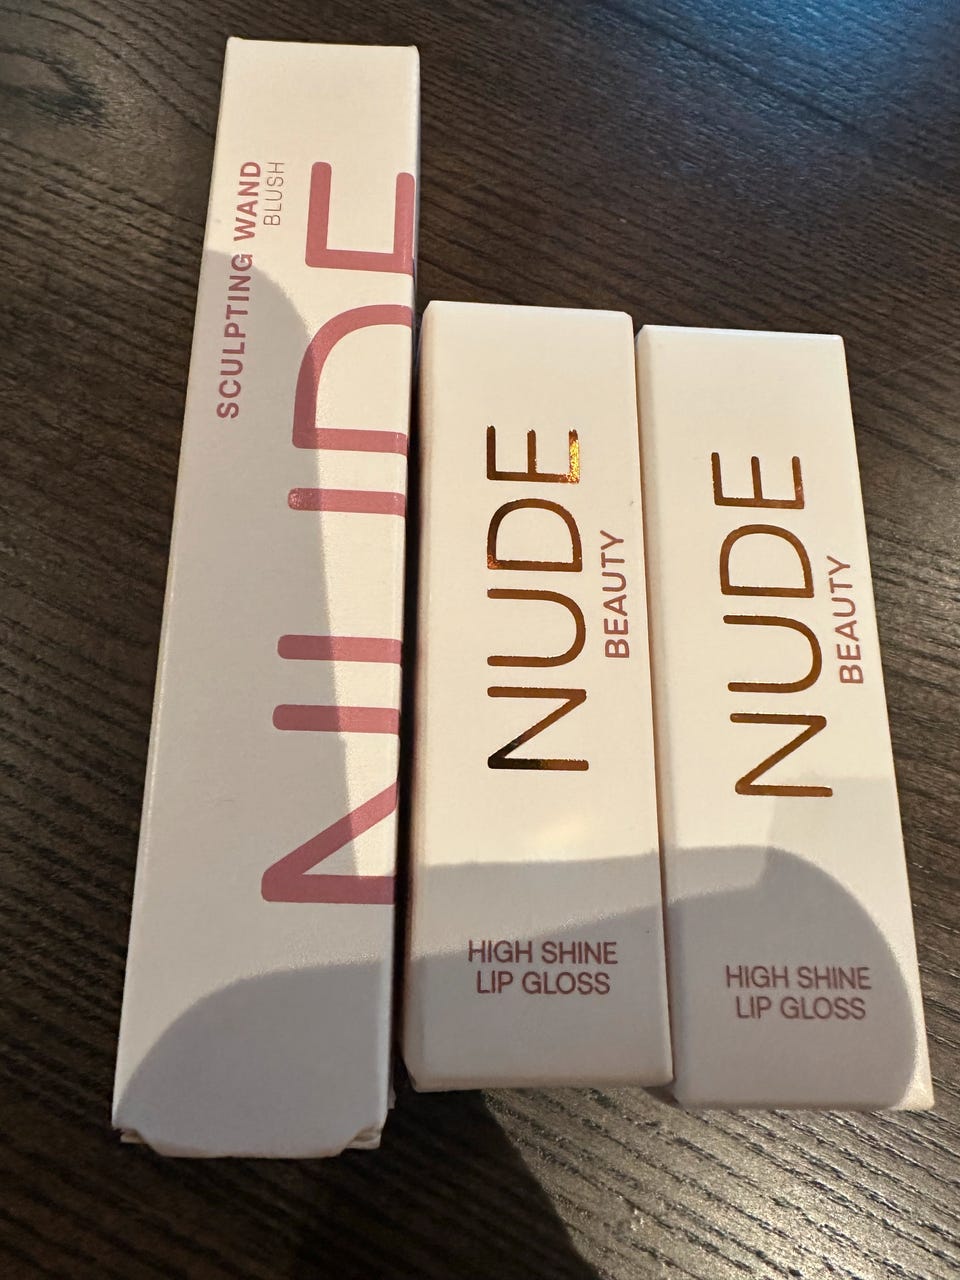 SCULPTING WAND
BLUSH
NUDE
NUDE
BEAUTY
HIGH SHINE
LIP GLOSS
NUDE
BEAUTY
HIGH SHINE
LIP GLOSS